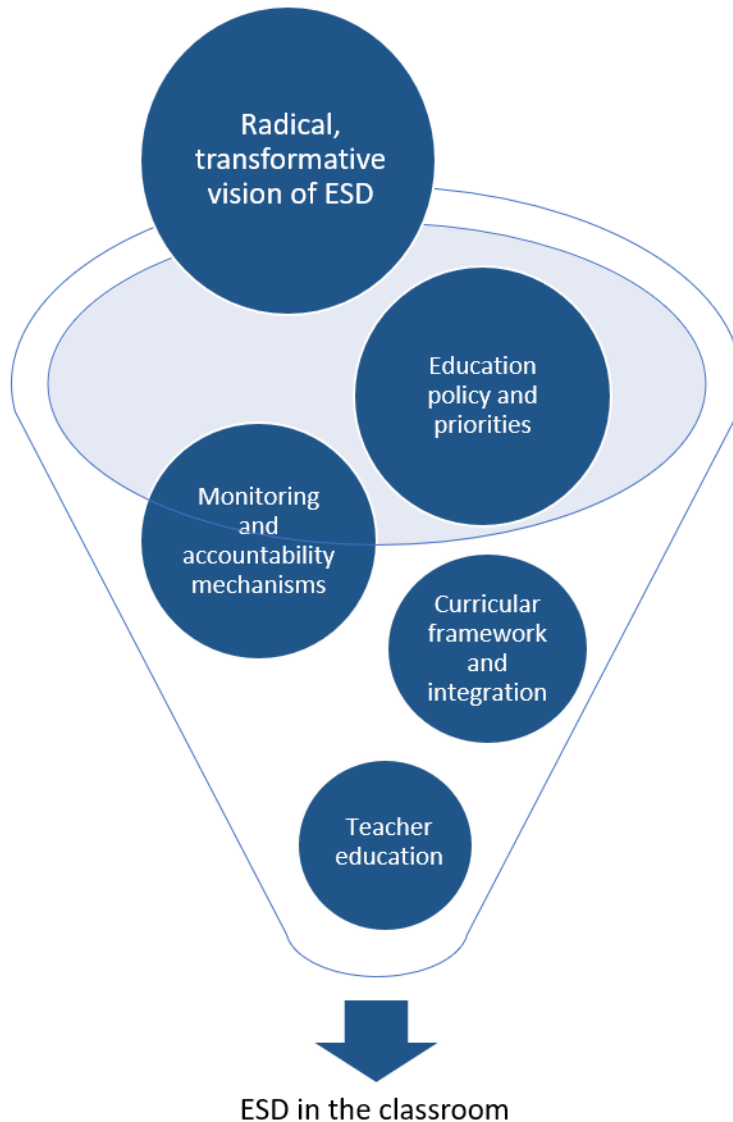 Radical,
transformative
vision of ESD
Education
policy and
priorities
Monitoring
and
accountability
mechanisms
Curricular
framework
and
integration
Teacher
education
ESD in the classroom